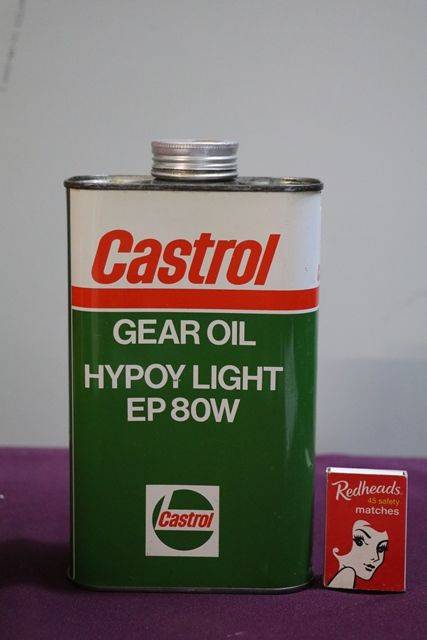 Castrol
GEAR OIL
HYPOY LIGHT
EP 80W
Castrol
Redheads
45 safety
matches